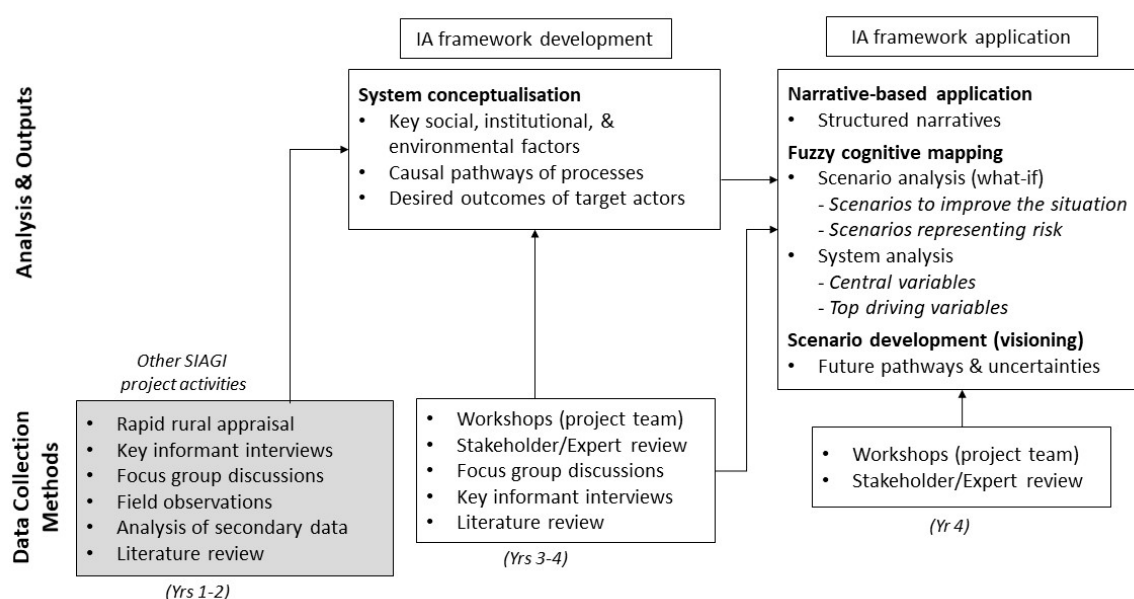 IA framework development
IA framework application
Analysis & Outputs
System conceptualisation
• Key social, institutional, &
environmental factors
• Causal pathways of processes
• Desired outcomes of target actors
Narrative-based application
• Structured narratives
Fuzzy cognitive mapping
• Scenario analysis (what-if)
- Scenarios to improve the situation
- Scenarios representing risk
• System analysis
- Central variables
- Top driving variables
Scenario development (visioning)
• Future pathways & uncertainties
Data Collection
Methods
Other SIAGI
project activities
• Rapid rural appraisal
• Key informant interviews
• Focus group discussions
• Field observations
• Analysis of secondary data
• Literature review
(Yrs 1-2)
• Workshops (project team)
• Stakeholder/Expert review
• Focus group discussions
• Key informant interviews
• Literature review
(Yrs 3-4)
• Workshops (project team)
• Stakeholder/Expert review
(Yr 4)